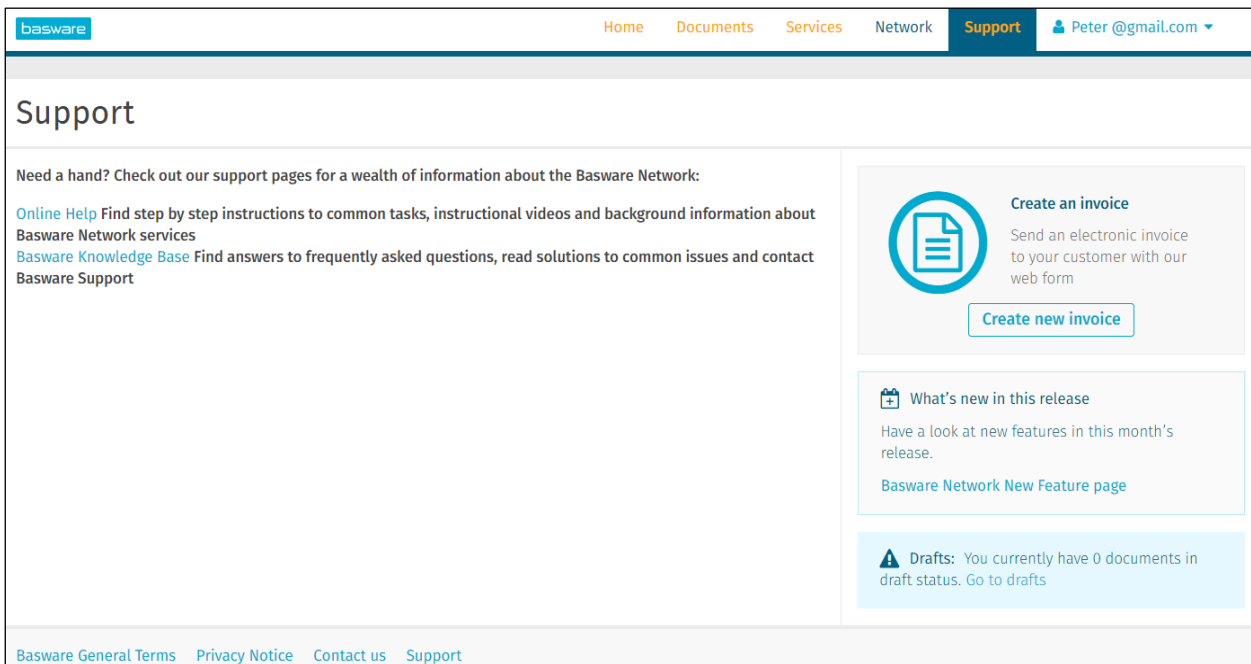 basware
Home Documents Services Network Support Peter @gmail.com
Support
Need a hand? Check out our support pages for a wealth of information about the Basware Network:
Online Help Find step by step instructions to common tasks, instructional videos and background information about
Basware Network services
Basware Knowledge Base Find answers to frequently asked questions, read solutions to common issues and contact
Basware Support
Create an invoice
Send an electronic invoice
to your customer with our
web form
Create new invoice
What's new in this release
Have a look at new features in this month's
release.
Basware Network New Feature page
Drafts: You currently have 0 documents in
draft status. Go to drafts
Basware General Terms Privacy Notice Contact us Support